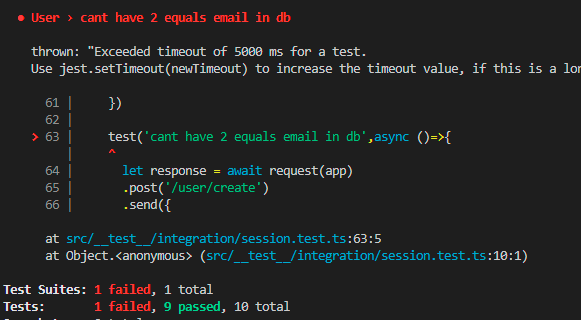 ● User › cant have 2 equals email in db
thrown: "Exceeded timeout of 5000 ms for a test.
Use jest.setTimeout(newTimeout) to increase the timeout value, if this is a
61 | })
62 |
> 63 | test('cant have 2 equals email in db',async ()=>{
| ^
64 | let response = await request(app)
65 | .post('/user/create')
66 | .send({
at src/__test__/integration/session.test.ts:63:5
at Object.<anonymous> (src/__test__/integration/session.test.ts:10:1)
Test Suites: 1 failed, 1 total
Tests: 1 failed, 9 passed, 10 total